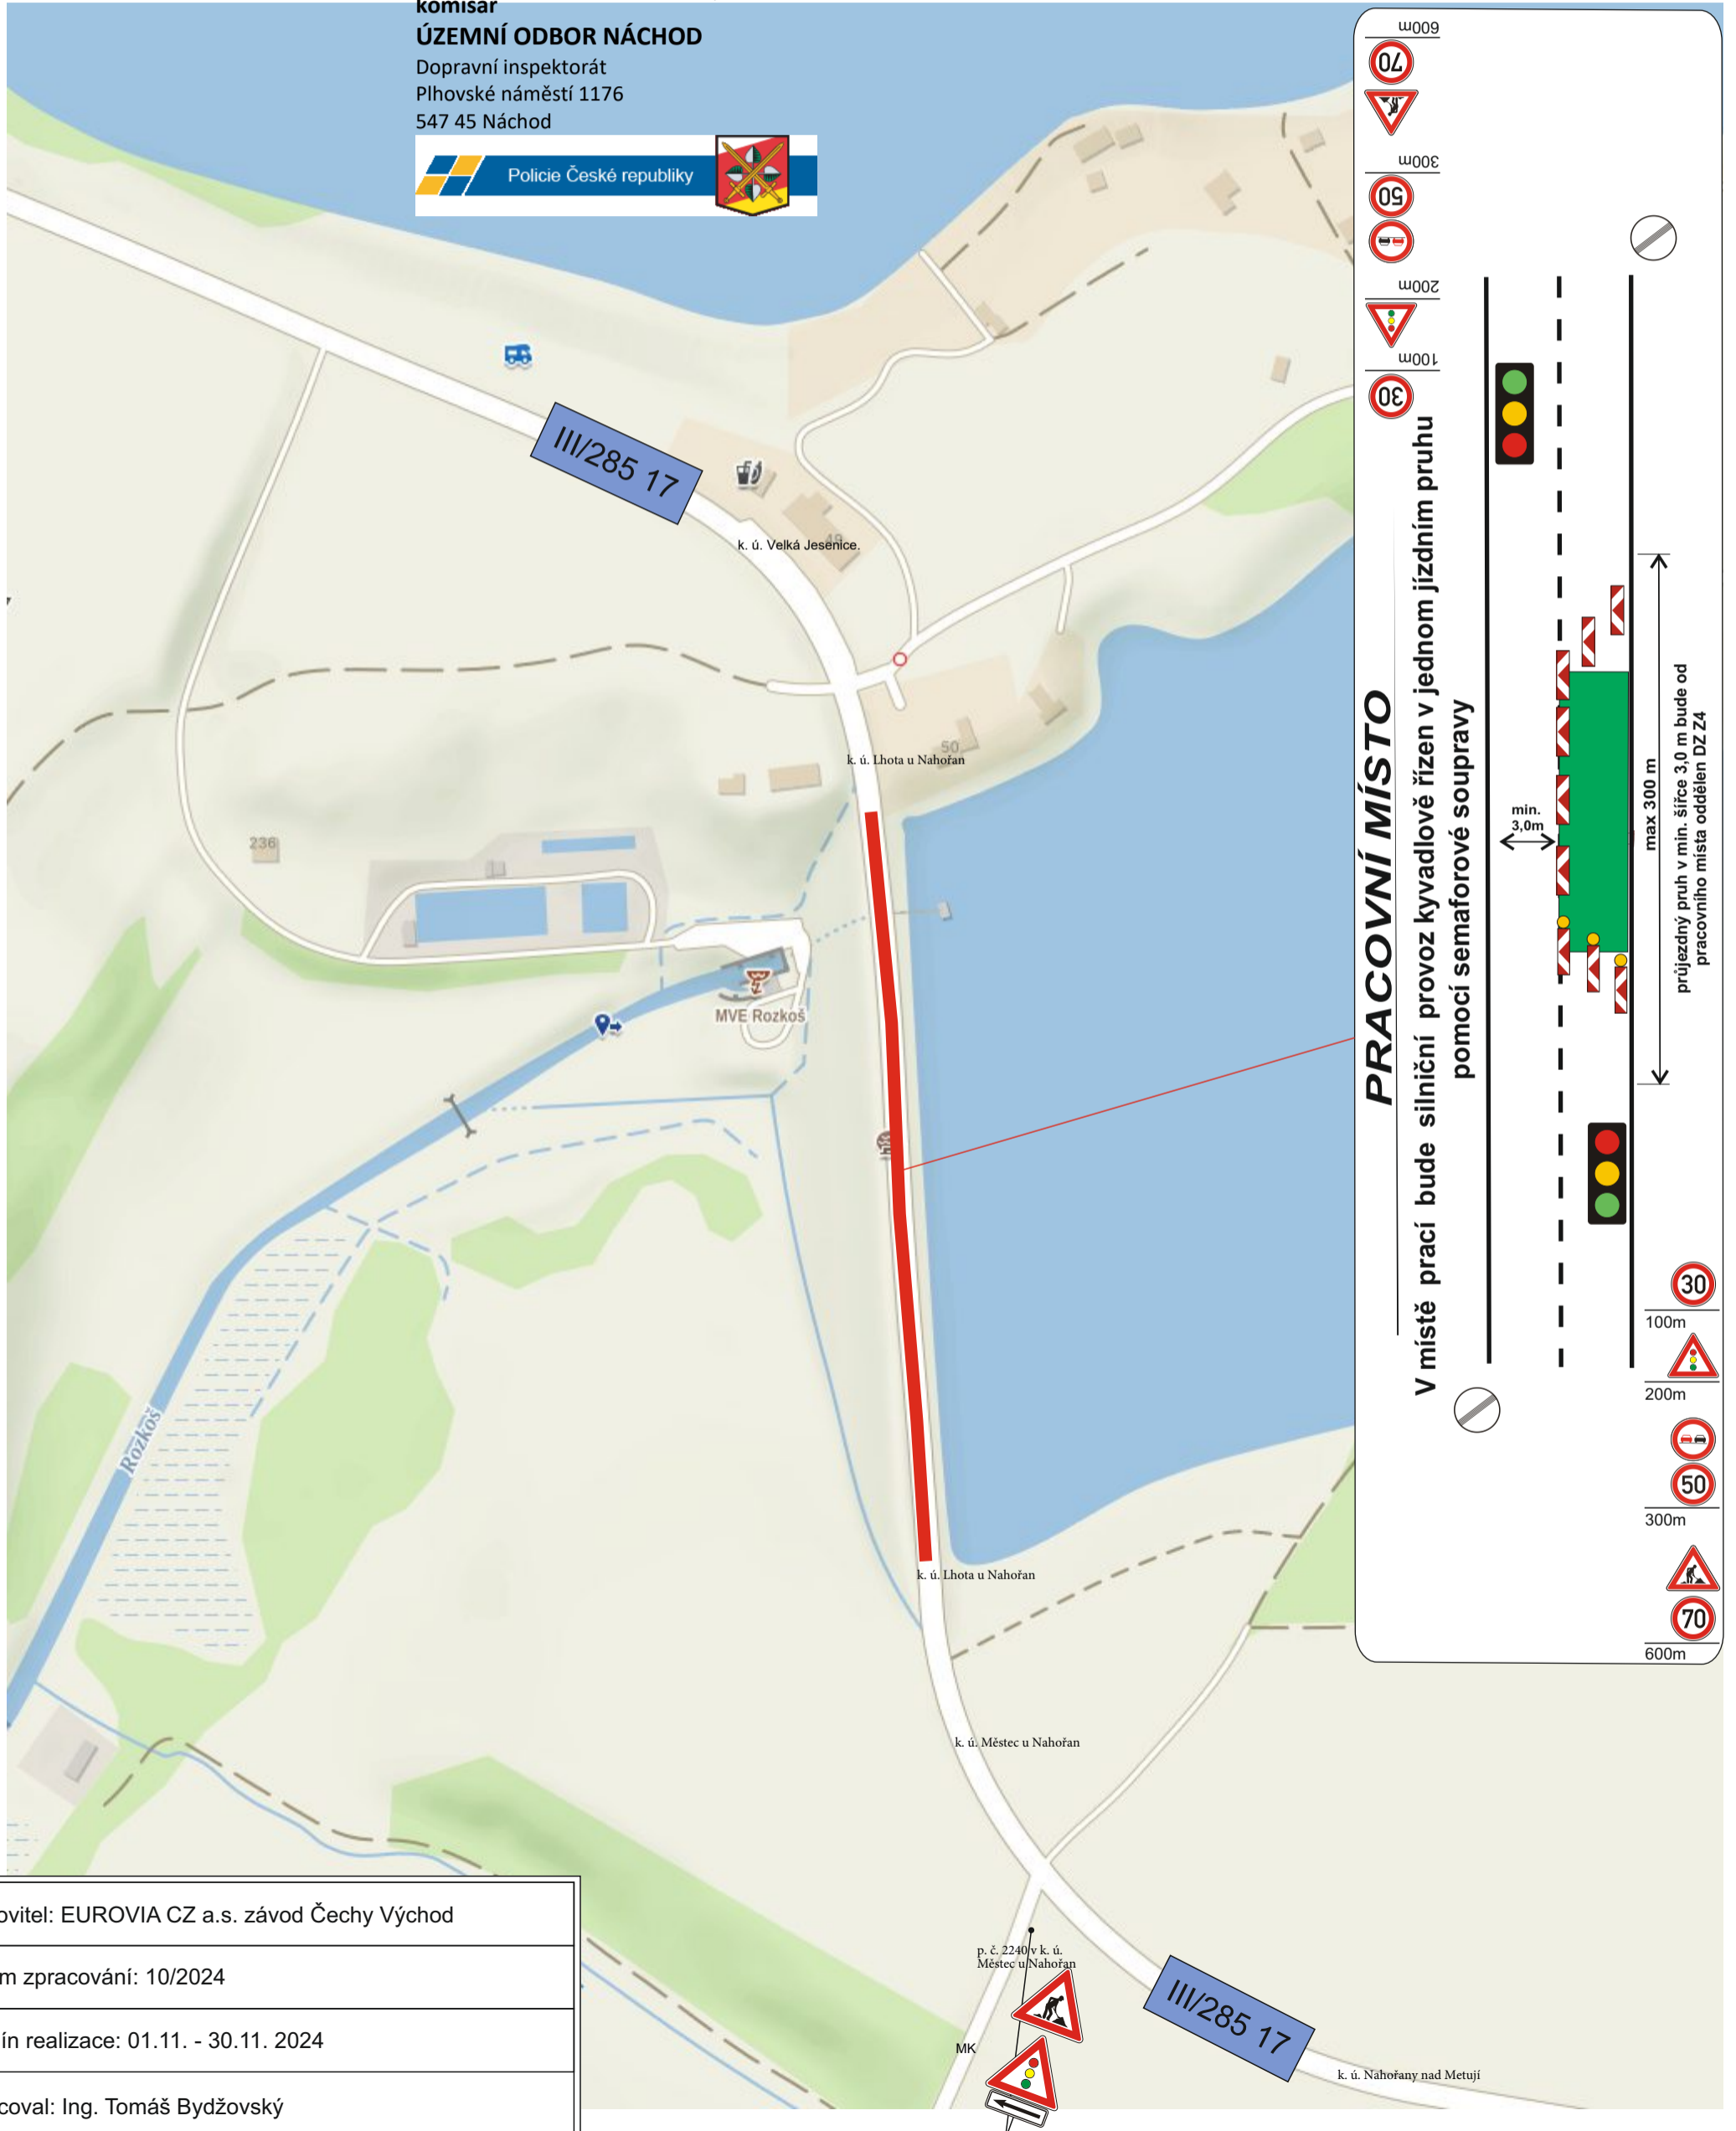 komisař
ÚZEMNÍ ODBOR NÁCHOD
Dopravní inspektorát
Plhovské náměstí 1176
547 45 Náchod
Policie České republiky
III/285 17
k. ú. Velká Jesenice.
49
k. ú. Lhota u Nahořan
50
236
MVE Rozkoš
Rozkoš
k. ú. Lhota u Nahořan
k. ú. Městec u Nahořan
p. č. 2240 v k. ú.
Městec u Nahořan
MK
III/285 17
k. ú. Nahořany nad Metují
600m
70
300m
50
200m
100m
30
PRACOVNÍ MÍSTO
V místě prací bude silniční provoz kyvadlově řízen v jednom jízdním pruhu
pomocí semaforové soupravy
min.
3,0m
max 300 m
průjezdný pruh v min. šířce 3,0 m bude od
pracovního místa oddělen DZ Z4
30
100m
200m
50
300m
70
600m
ovitel: EUROVIA CZ a.s. závod Čechy Východ
m zpracování: 10/2024
ín realizace: 01.11. - 30.11. 2024
coval: Ing. Tomáš Bydžovský